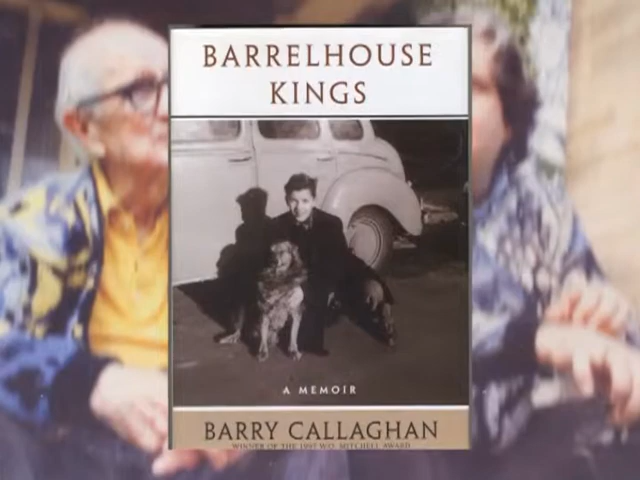 BARRELHOUSE
KINGS
A MEMOIR
BARRY CALLAGHAN
WINNER OF THE 1997 W.O. MITCHELL AWARD